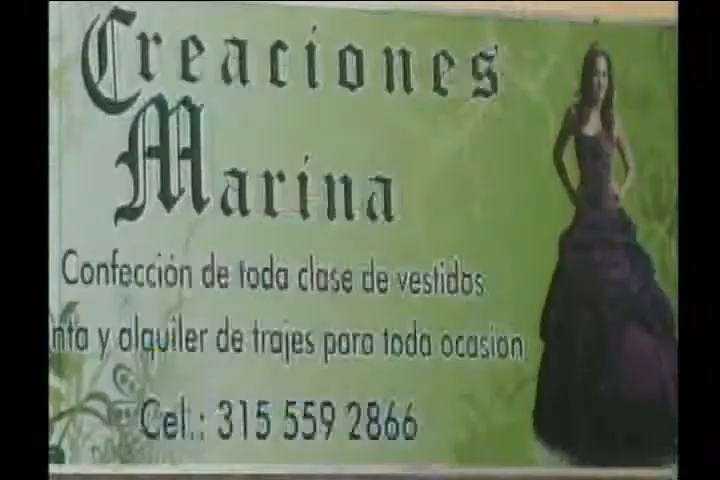 Creaciones
Marina
Confección de toda clase de vestidos
nta y alquiler de trajes para toda ocasion
Cel.: 315 559 2866